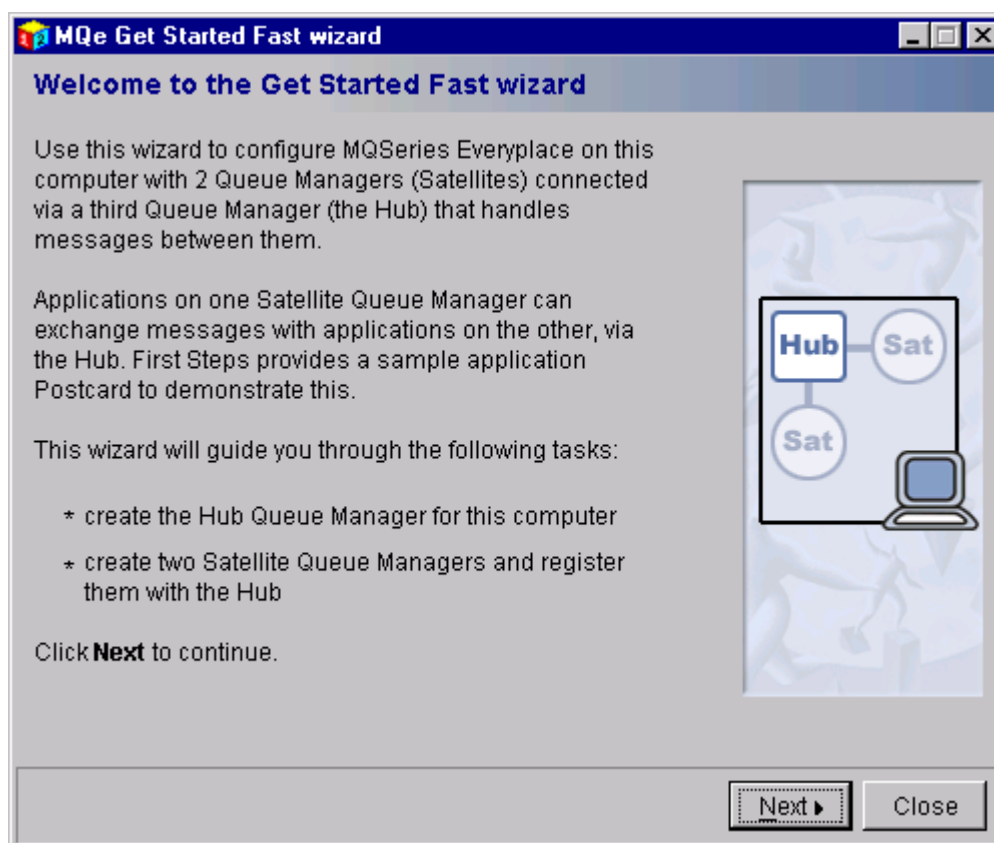 MQe Get Started Fast wizard
Welcome to the Get Started Fast wizard
Use this wizard to configure MQSeries Everyplace on this
computer with 2 Queue Managers (Satellites) connected
via a third Queue Manager (the Hub) that handles
messages between them.
Applications on one Satellite Queue Manager can
exchange messages with applications on the other, via
the Hub. First Steps provides a sample application
Postcard to demonstrate this.
This wizard will guide you through the following tasks:
* create the Hub Queue Manager for this computer
* create two Satellite Queue Managers and register
them with the Hub
Click Next to continue.
Hub
Sat
Sat
Next
Close